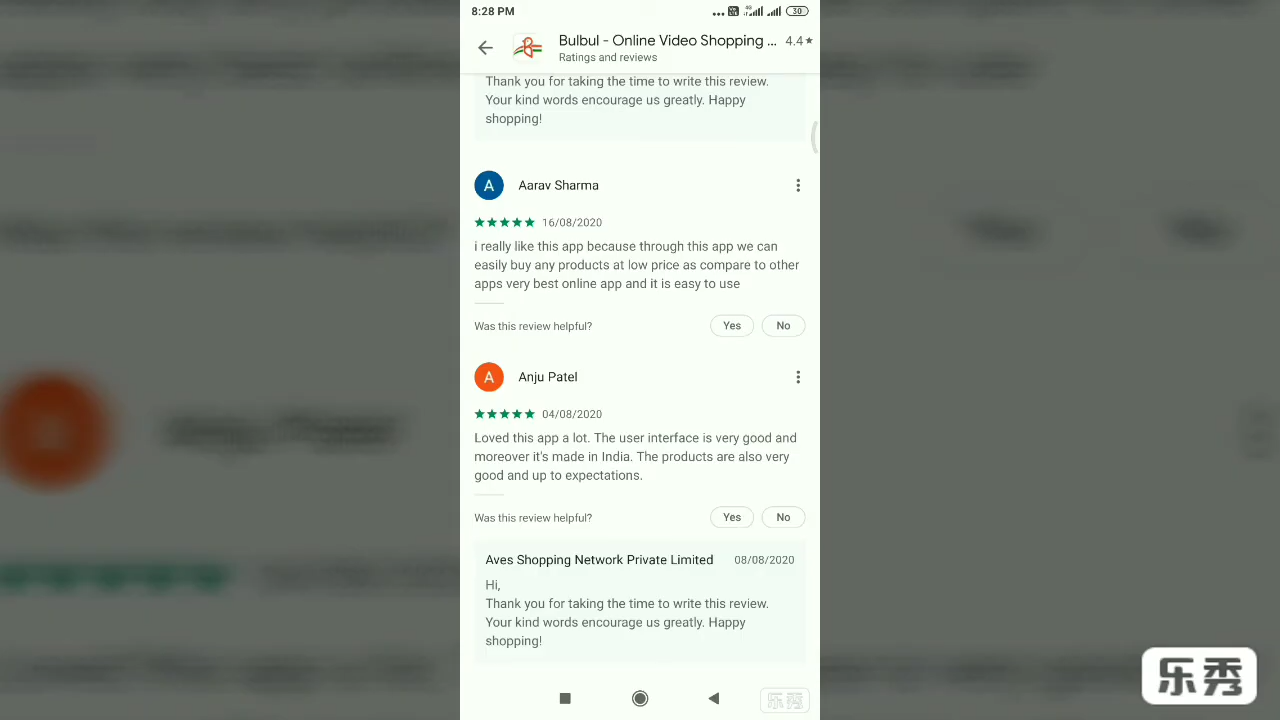 8:28 PM
4G
30
Bulbul - Online Video Shopping ...
4.4★
Ratings and reviews
Thank you for taking the time to write this review.
Your kind words encourage us greatly. Happy
shopping!
A
Aarav Sharma
16/08/2020
i really like this app because through this app we can
easily buy any products at low price as compare to other
apps very best online app and it is easy to use
Was this review helpful?
Yes
No
A
Anju Patel
04/08/2020
Loved this app a lot. The user interface is very good and
moreover it's made in India. The products are also very
good and up to expectations.
Was this review helpful?
Yes
No
Aves Shopping Network Private Limited
08/08/2020
Hi,
Thank you for taking the time to write this review.
Your kind words encourage us greatly. Happy
shopping!
乐秀
乐秀